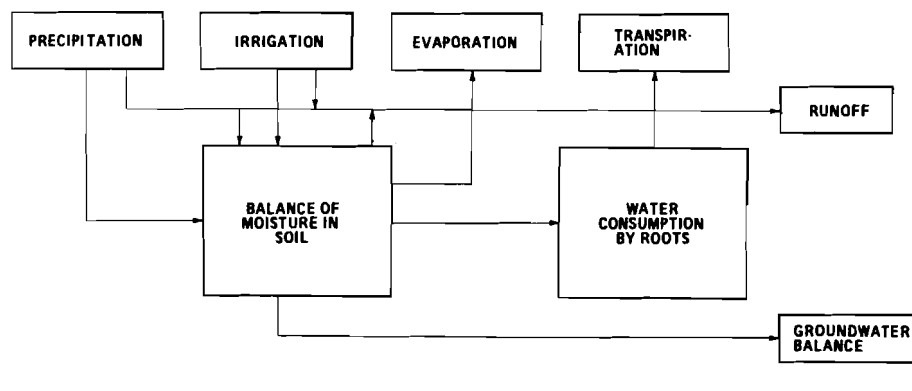 PRECIPITATION
IRRIGATION
EVAPORATION
TRANSPIR-
ATION
RUNOFF
BALANCE OF
MOISTURE IN
SOIL
WATER
CONSUMPTION
BY ROOTS
GROUNDWATER
BALANCE